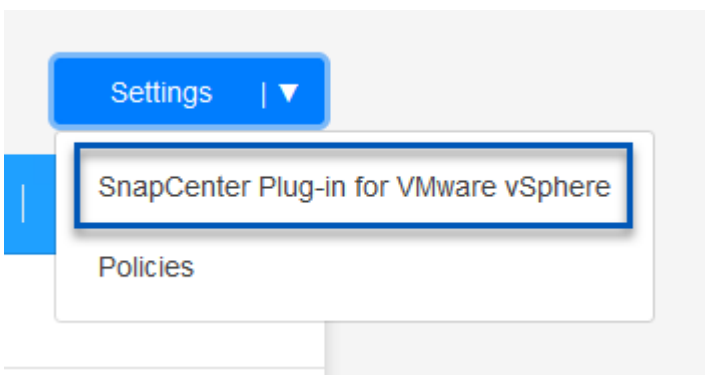 Settings | ▼
SnapCenter Plug-in for VMware vSphere
Policies